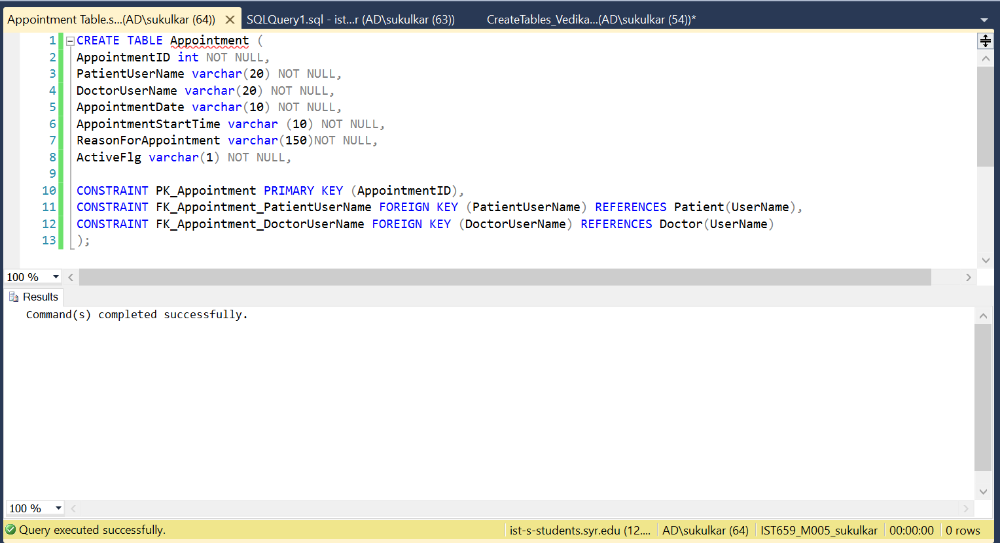 Appointment Table.s...(AD\sukulkar (64)) SQLQuery1.sql - ist...r (AD\sukulkar (63)) CreateTables_Vedika...(AD\sukulkar (54))*
1 CREATE TABLE Appointment (
2 AppointmentID int NOT NULL,
3 PatientUserName varchar(20) NOT NULL,
4 DoctorUserName varchar(20) NOT NULL,
5 AppointmentDate varchar(10) NOT NULL,
6 AppointmentStartTime varchar (10) NOT NULL,
7 ReasonForAppointment varchar(150)NOT NULL,
8 ActiveFlg varchar(1) NOT NULL,
9
10 CONSTRAINT PK_Appointment PRIMARY KEY (AppointmentID),
11 CONSTRAINT FK_Appointment_PatientUserName FOREIGN KEY (PatientUserName) REFERENCES Patient(UserName),
12 CONSTRAINT FK_Appointment_DoctorUserName FOREIGN KEY (DoctorUserName) REFERENCES Doctor(UserName)
13 );
100 %
Results
Command(s) completed successfully.
100 %
Query executed successfully. ist-s-students.syr.edu (12.... AD\sukulkar (64) IST659_M005_sukulkar 00:00:00 0 rows